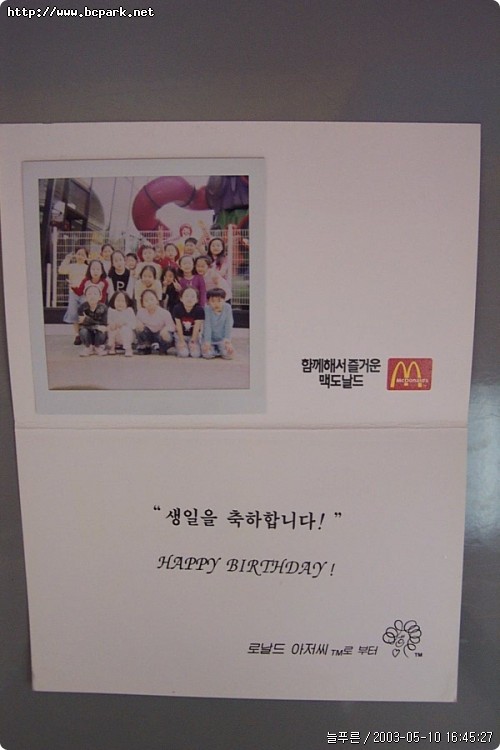 http://www.bcpark.net
함께해서 즐거운
맥도날드
McDonald's
"생일을 축하합니다!"
HAPPY BIRTHDAY!
로날드 아저씨 TM로 부터
TM
늘푸른 / 2003-05-10 16:45:27